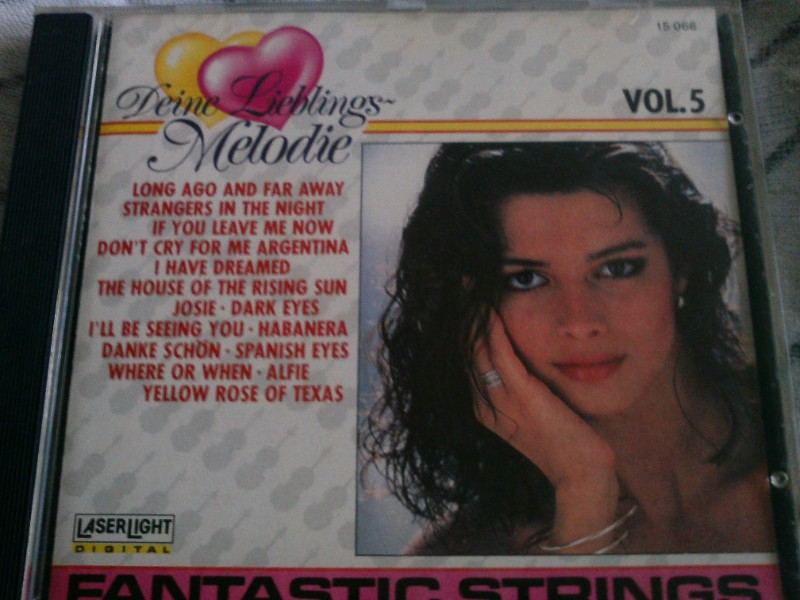 15 066
Deine Lieblings~
Melodie
VOL.5
LONG AGO AND FAR AWAY
STRANGERS IN THE NIGHT
IF YOU LEAVE ME NOW
DON'T CRY FOR ME ARGENTINA
I HAVE DREAMED
THE HOUSE OF THE RISING SUN
JOSIE · DARK EYES
I'LL BE SEEING YOU · HABANERA
DANKE SCHÖN · SPANISH EYES
WHERE OR WHEN · ALFIE
YELLOW ROSE OF TEXAS
LASERLIGHT
DIGITAL
FANTASTIC STRINGS